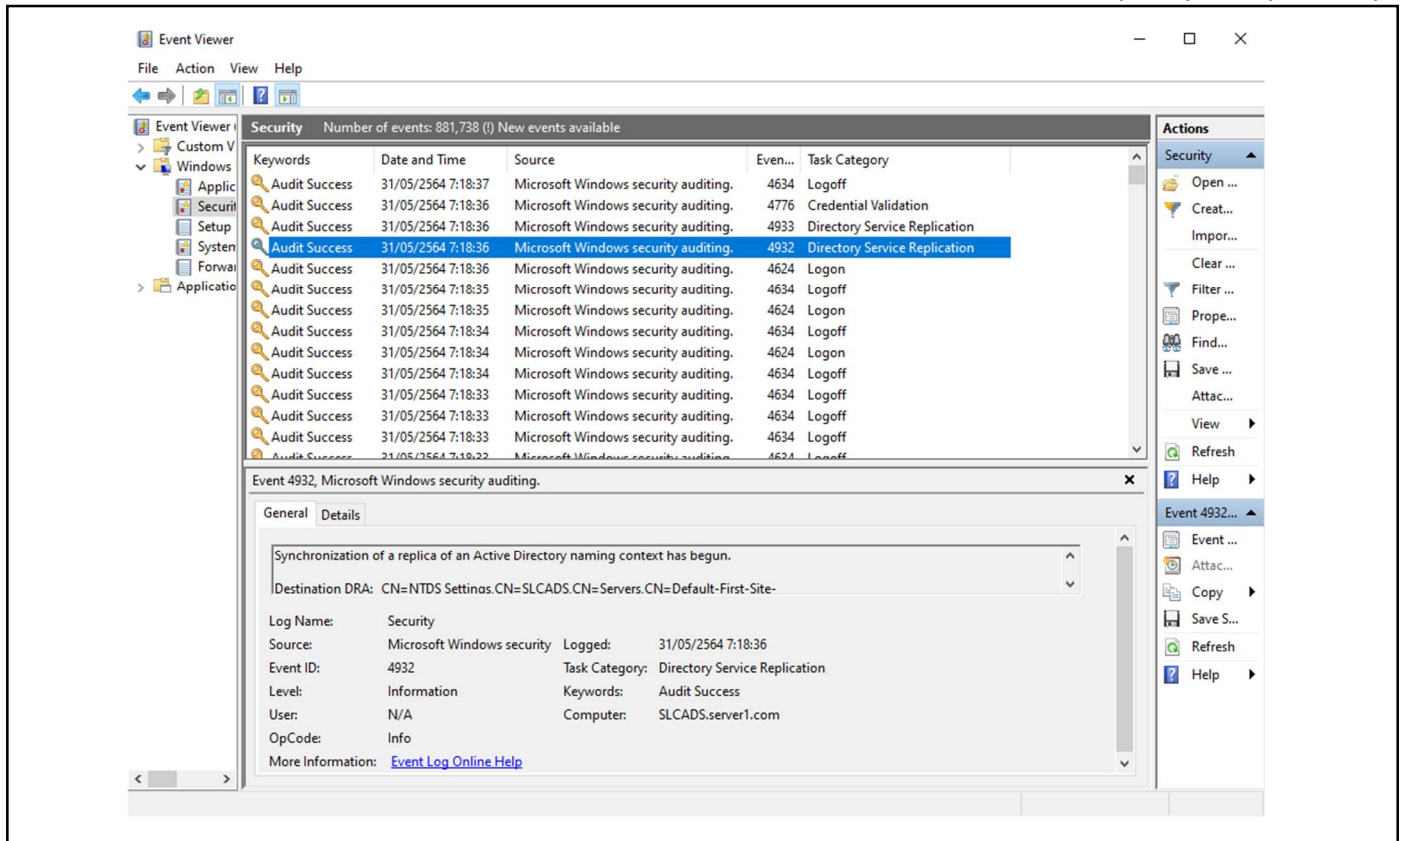 Event Viewer
File Action View Help
Event Viewer
Custom V
Windows
Applic
Securit
Setup
System
Forwar
Applicatio
Security Number of events: 881,738 (!) New events available
Keywords Date and Time Source Even... Task Category
Audit Success 31/05/2564 7:18:37 Microsoft Windows security auditing. 4634 Logoff
Audit Success 31/05/2564 7:18:36 Microsoft Windows security auditing. 4776 Credential Validation
Audit Success 31/05/2564 7:18:36 Microsoft Windows security auditing. 4933 Directory Service Replication
Audit Success 31/05/2564 7:18:36 Microsoft Windows security auditing. 4932 Directory Service Replication
Audit Success 31/05/2564 7:18:36 Microsoft Windows security auditing. 4624 Logon
Audit Success 31/05/2564 7:18:35 Microsoft Windows security auditing. 4634 Logoff
Audit Success 31/05/2564 7:18:35 Microsoft Windows security auditing. 4624 Logon
Audit Success 31/05/2564 7:18:34 Microsoft Windows security auditing. 4634 Logoff
Audit Success 31/05/2564 7:18:34 Microsoft Windows security auditing. 4624 Logon
Audit Success 31/05/2564 7:18:34 Microsoft Windows security auditing. 4634 Logoff
Audit Success 31/05/2564 7:18:33 Microsoft Windows security auditing. 4634 Logoff
Audit Success 31/05/2564 7:18:33 Microsoft Windows security auditing. 4634 Logoff
Audit Success 31/05/2564 7:18:33 Microsoft Windows security auditing. 4634 Logoff
Audit Success 31/05/2564 7:18:33 Microsoft Windows security auditing. 4634 Logoff
Event 4932, Microsoft Windows security auditing.
General Details
Synchronization of a replica of an Active Directory naming context has begun.
Destination DRA: CN=NTDS Settings,CN=SLCADS,CN=Servers,CN=Default-First-Site-
Log Name: Security
Source: Microsoft Windows security Logged: 31/05/2564 7:18:36
Event ID: 4932 Task Category: Directory Service Replication
Level: Information Keywords: Audit Success
User: N/A Computer: SLCADS.server1.com
OpCode: Info
More Information: Event Log Online Help
Actions
Security
Open ...
Creat...
Impor...
Clear ...
Filter ...
Prope...
Find...
Save ...
Attac...
View
Refresh
Help
Event 4932...
Event ...
Attac...
Copy
Save S...
Refresh
Help